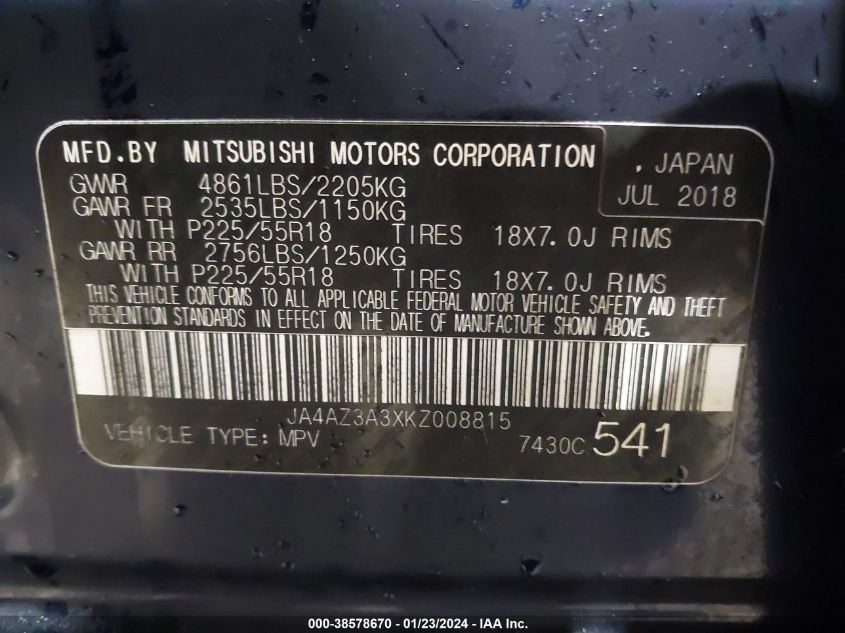 MFD.BY MITSUBISHI MOTORS CORPORATION
, JAPAN
JUL 2018
GVWR 4861LBS/2205KG
GAWR FR 2535LBS/1150KG
WITH P225/55R18 TIRES 18X7.0J RIMS
GAWR RR 2756LBS/1250KG
WITH P225/55R18 TIRES 18X7.0J RIMS
THIS VEHICLE CONFORMS TO ALL APPLICABLE FEDERAL MOTOR VEHICLE SAFETY AND THEFT
PREVENTION STANDARDS IN EFFECT ON THE DATE OF MANUFACTURE SHOWN ABOVE.
JA4AZ3A3XKZ008815
VEHICLE TYPE: MPV 7430C 541
000-38578670 - 01/23/2024 - IAA Inc.